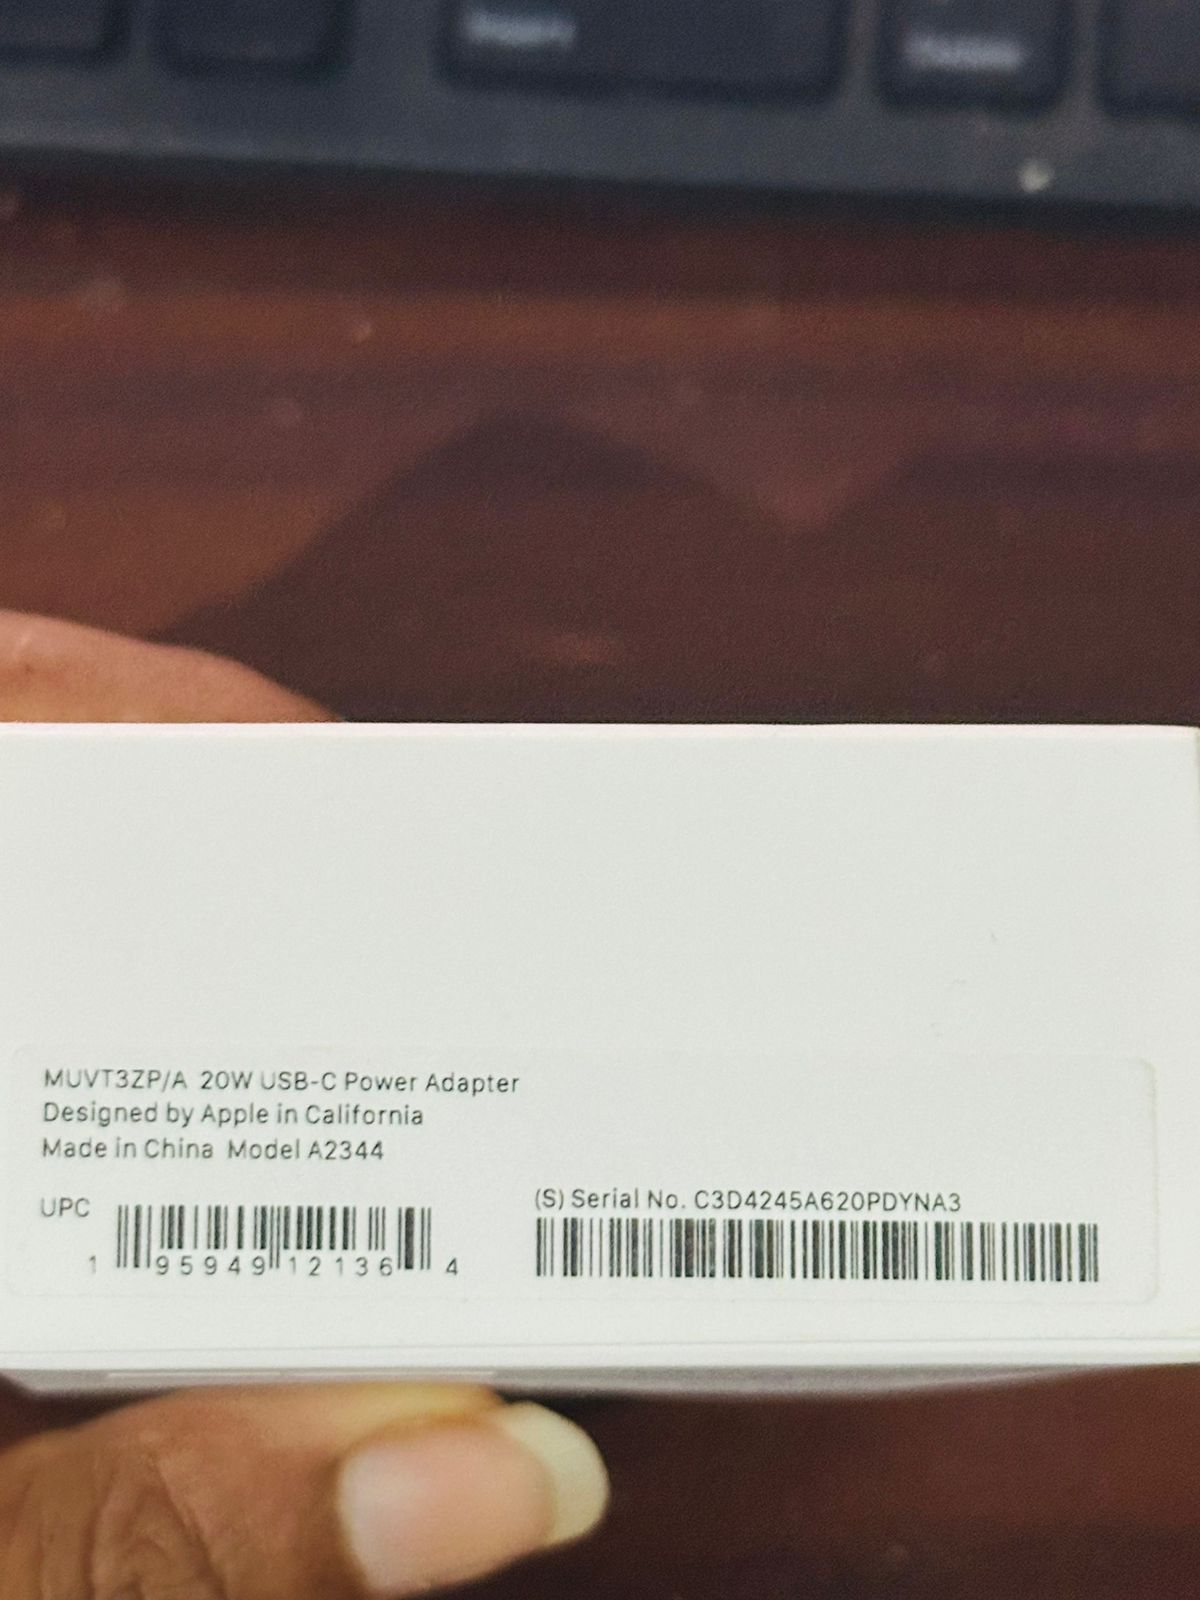 MUVT3ZP/A 20W USB-C Power Adapter
Designed by Apple in California
Made in China Model A2344
UPC
1 95949 12136 4
(S) Serial No. C3D4245A620PDYNA3